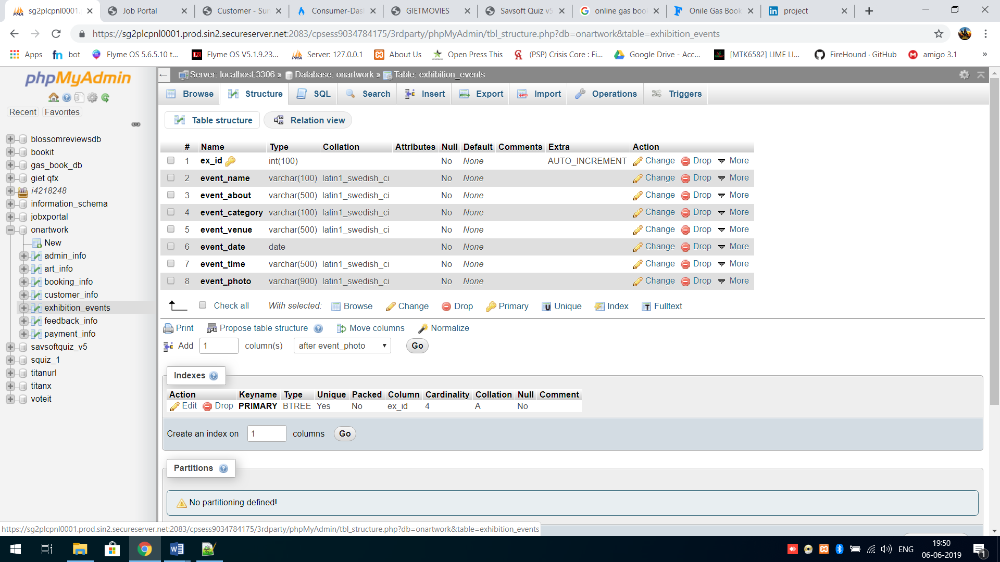 sg2plcpnl0001. Job Portal Customer - Sun Consumer-Das GIETMOVIES Savsoft Quiz v5 online gas boo Onile Gas Book project
https://sg2plcpnl0001.prod.sin2.secureserver.net:2083/cpsess9034784175/3rdparty/phpMyAdmin/tbl_structure.php?db=onartwork&table=exhibition_events
Apps fn bot Flyme OS 5.6.5.10 t... LR Flyme OS V5.1.9.23... Server: 127.0.0.1 About Us Open Press This (PSP) Crisis Core : Fi... Google Drive - Acc... [MTK6582] LIME LI... FireHound · GitHub amigo 3.1 »
phpMyAdmin
Recent Favorites
blossomreviewsdb
bookit
gas_book_db
giet qfx
i4218248
information_schema
jobxportal
onartwork
New
admin_info
art_info
booking_info
customer_info
exhibition_events
feedback_info
payment_info
savsoftquiz_v5
squiz_1
titanurl
titanx
voteit
Server: localhost:3306 » Database: onartwork » Table: exhibition_events
Browse Structure SQL Search Insert Export Import Operations Triggers
Table structure Relation view
# Name Type Collation Attributes Null Default Comments Extra Action
1 ex_id int(100) No None AUTO_INCREMENT Change Drop More
2 event_name varchar(100) latin1_swedish_ci No None Change Drop More
3 event_about varchar(500) latin1_swedish_ci No None Change Drop More
4 event_category varchar(100) latin1_swedish_ci No None Change Drop More
5 event_venue varchar(500) latin1_swedish_ci No None Change Drop More
6 event_date date No None Change Drop More
7 event_time varchar(500) latin1_swedish_ci No None Change Drop More
8 event_photo varchar(900) latin1_swedish_ci No None Change Drop More
Check all With selected: Browse Change Drop Primary Unique Index Fulltext
Print Propose table structure Move columns Normalize
Add 1 column(s) after event_photo Go
Indexes
Action Keyname Type Unique Packed Column Cardinality Collation Null Comment
Edit Drop PRIMARY BTREE Yes No ex_id 4 A No
Create an index on 1 columns Go
Partitions
No partitioning defined!
https://sg2plcpnl0001.prod.sin2.secureserver.net:2083/cpsess9034784175/3rdparty/phpMyAdmin/tbl_structure.php?db=onartwork&table=exhibition_events
ENG
19:50
06-06-2019
1